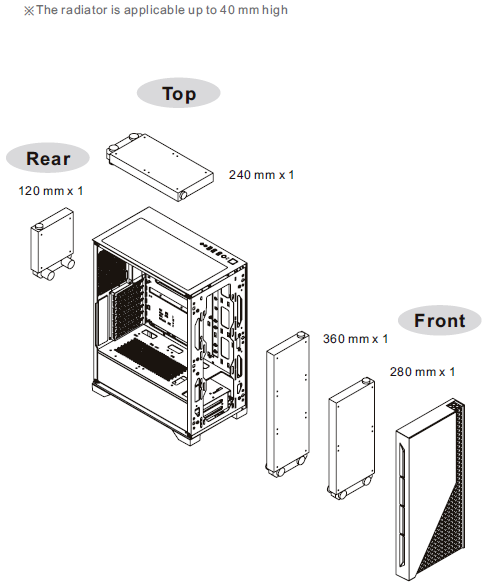 ※The radiator is applicable up to 40 mm high
Top
240 mm x 1
Rear
120 mm x 1
Front
360 mm x 1
280 mm x 1